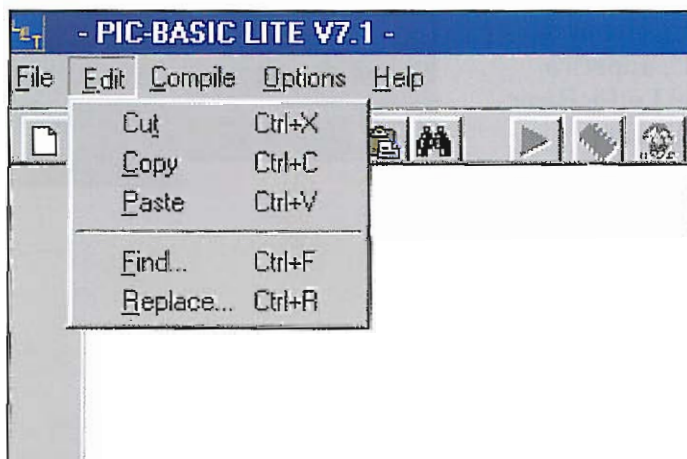 LET - PIC-BASIC LITE V7.1 -
File Edit Compile Options Help
Cut Ctrl+X
Copy Ctrl+C
Paste Ctrl+V
Find... Ctrl+F
Replace... Ctrl+R